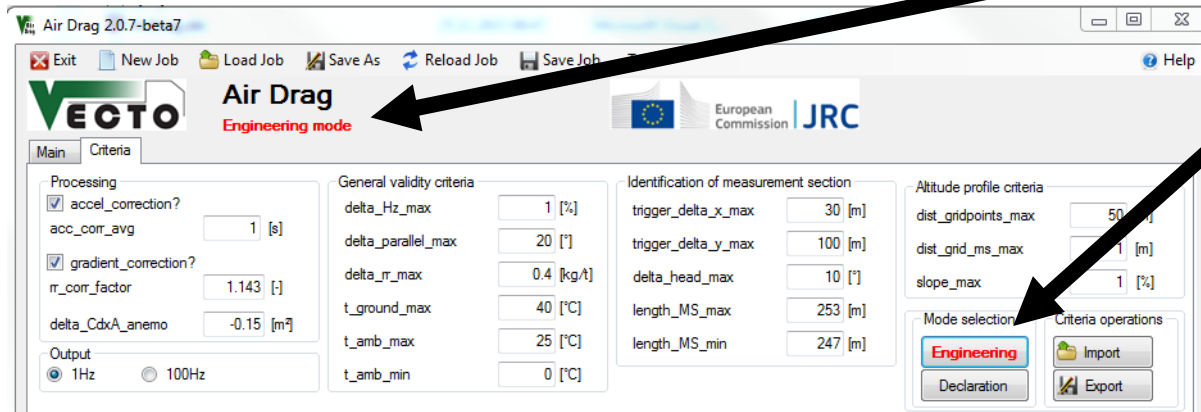 Air Drag 2.0.7-beta7
Exit New Job Load Job Save As Reload Job Save Job Help
VECTO Air Drag European Commission JRC
Engineering mode
Main Criteria
Processing
accel_correction?
acc_corr_avg 1 [s]
gradient_correction?
rr_corr_factor 1.143 [-]
delta_CdxA_anemo -0.15 [m²]
Output
1Hz 100Hz
General validity criteria
delta_Hz_max 1 [%]
delta_parallel_max 20 [°]
delta_rr_max 0.4 [kg/t]
t_ground_max 40 [°C]
t_amb_max 25 [°C]
t_amb_min 0 [°C]
Identification of measurement section
trigger_delta_x_max 30 [m]
trigger_delta_y_max 100 [m]
delta_head_max 10 [°]
length_MS_max 253 [m]
length_MS_min 247 [m]
Altitude profile criteria
dist_gridpoints_max 50
dist_grid_ms_max 1 [m]
slope_max 1 [%]
Mode selection
Engineering
Declaration
Criteria operations
Import
Export